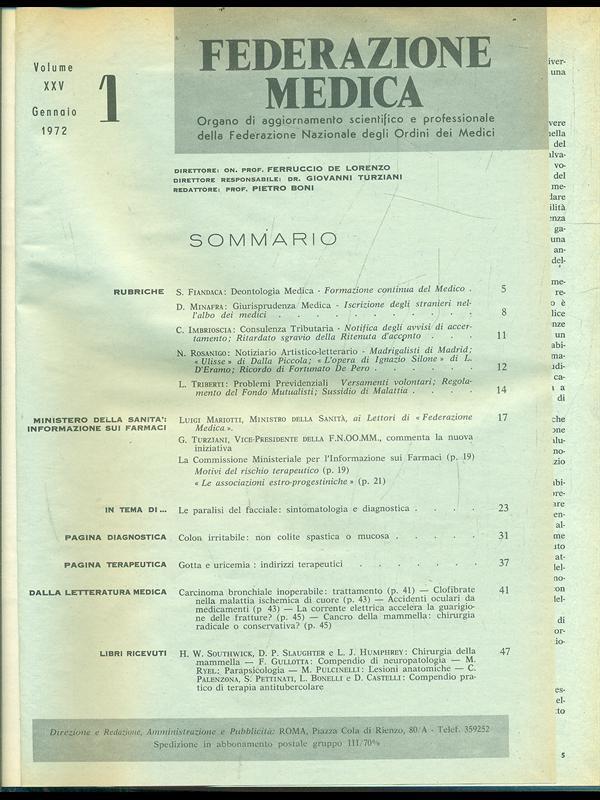 Volume
XXV
Gennaio
1972
1
FEDERAZIONE
MEDICA
Organo di aggiornamento scientifico e professionale
della Federazione Nazionale degli Ordini dei Medici
DIRETTORE: ON. PROF. FERRUCCIO DE LORENZO
DIRETTORE RESPONSABILE: DR. GIOVANNI TURZIANI
REDATTORE: PROF. PIETRO BONI
SOMMARIO
RUBRICHE
S. FIANDACA: Deontologia Medica - Formazione continua del Medico . 5
D. MINAFRA: Giurisprudenza Medica - Iscrizione degli stranieri nel-
l'albo dei medici . . . . . . . . . . . 8
C. IMBRIOSCIA: Consulenza Tributaria - Notifica degli avvisi di accer-
tamento; Ritardato sgravio della Ritenuta d'acconto . . . 11
N. ROSANIGO: Notiziario Artistico-letterario - Madrigalisti di Madrid;
« Ulisse » di Dalla Piccola; « L'opera di Ignazio Silone » di L.
D'Eramo; Ricordo di Fortunato De Pero . . . . . 12
L. TRIBERTI: Problemi Previdenziali Versamenti volontari; Regola-
mento del Fondo Mutualisti; Sussidio di Malattia . . . . 14
MINISTERO DELLA SANITA':
INFORMAZIONE SUI FARMACI
LUIGI MARIOTTI, MINISTRO DELLA SANITÀ, ai Lettori di « Federazione 17
Medica ».
G. TURZIANI, VICE-PRESIDENTE DELLA F.N.OO.MM., commenta la nuova
iniziativa
La Commissione Ministeriale per l'Informazione sui Farmaci (p. 19)
Motivi del rischio terapeutico (p. 19)
« Le associazioni estro-progestiniche » (p. 21)
IN TEMA DI...
Le paralisi del facciale: sintomatologia e diagnostica . . . . 23
PAGINA DIAGNOSTICA
Colon irritabile: non colite spastica o mucosa . . . . . 31
PAGINA TERAPEUTICA
Gotta e uricemia : indirizzi terapeutici . . . . . 37
DALLA LETTERATURA MEDICA
Carcinoma bronchiale inoperabile: trattamento (p. 41) — Clofibrate 41
nella malattia ischemica di cuore (p. 43) — Accidenti oculari da
medicamenti (p 43) — La corrente elettrica accelera la guarigio-
ne delle fratture? (p. 45) — Cancro della mammella: chirurgia
radicale o conservativa? (p. 45)
LIBRI RICEVUTI
H. W. SOUTHWICK, D. P. SLAUGHTER e L. J. HUMPHREY: Chirurgia della 47
mammella — F. GULLOTTA: Compendio di neuropatologia — M.
RYEL: Parapsicologia — M. PULCINELLI: Lesioni anatomiche — C.
PALENZONA, S. PETTINATI, L. BONELLI e D. CASTELLI: Compendio pra-
tico di terapia antitubercolare
Direzione e Redazione, Amministrazione e Pubblicità: ROMA, Piazza Cola di Rienzo, 80/A - Telef. 359252
Spedizione in abbonamento postale gruppo III/70%
5